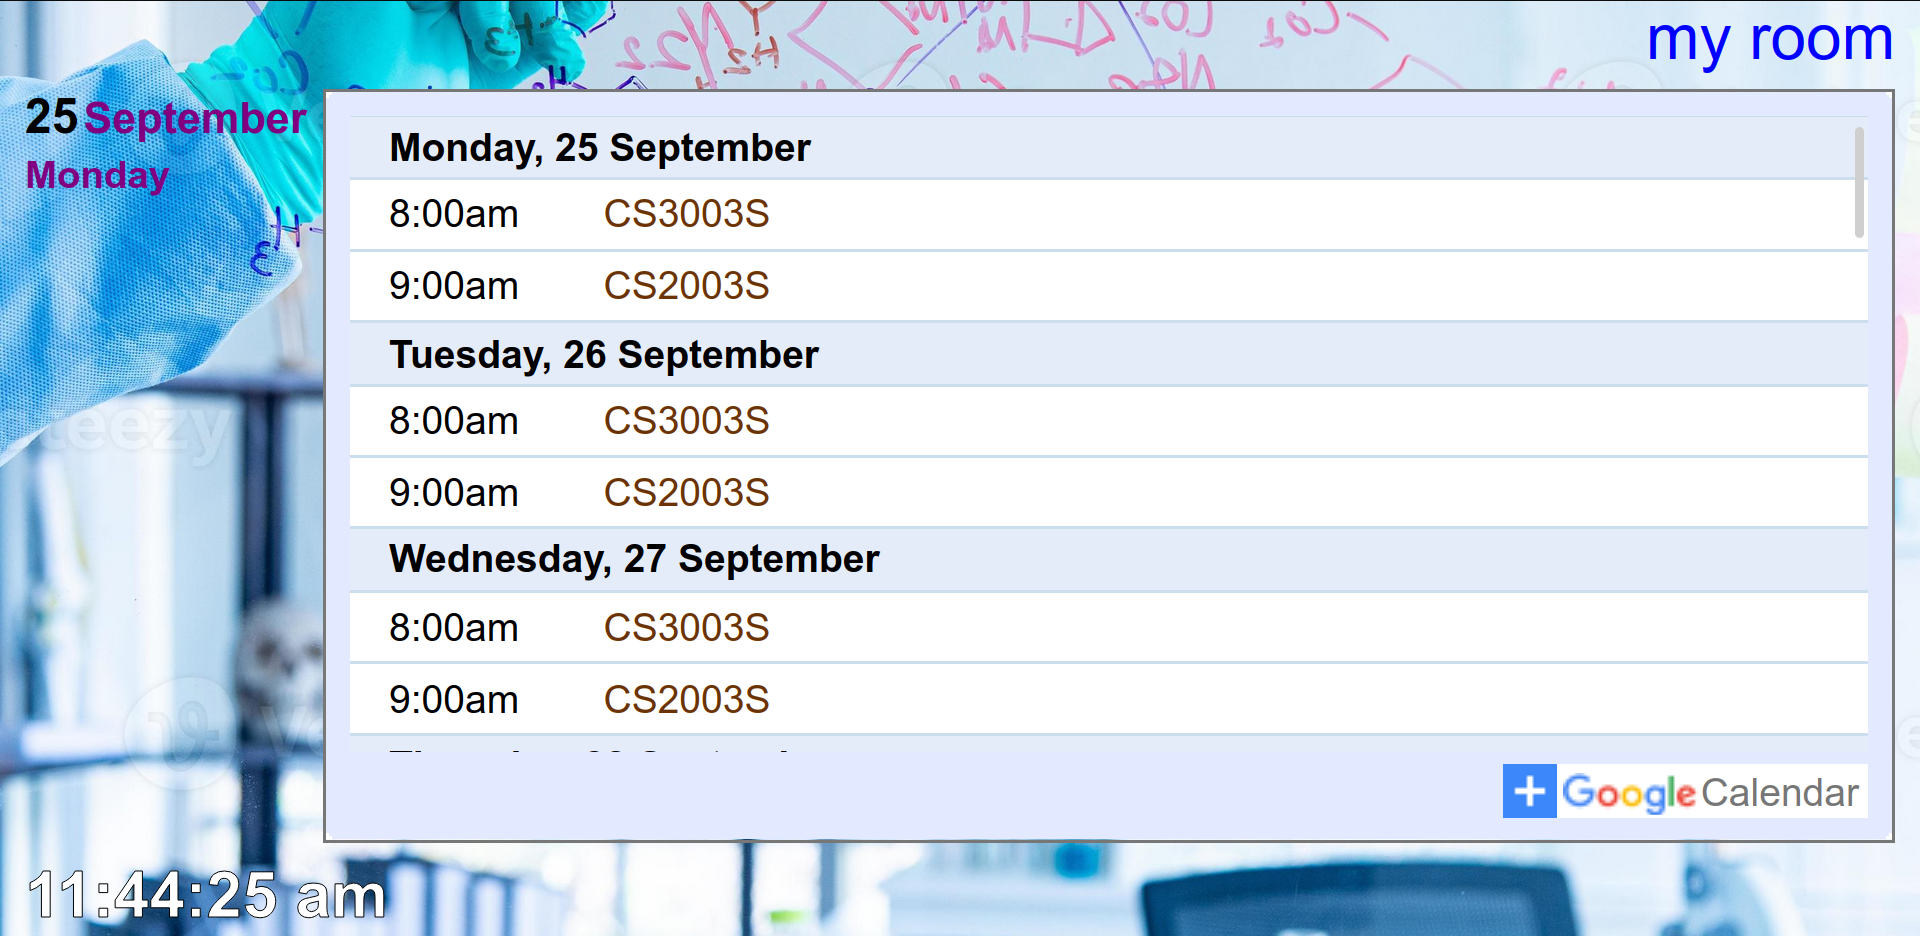 my room
25 September
Monday
Monday, 25 September
8:00am CS3003S
9:00am CS2003S
Tuesday, 26 September
8:00am CS3003S
9:00am CS2003S
Wednesday, 27 September
8:00am CS3003S
9:00am CS2003S
+ Google Calendar
11:44:25 am